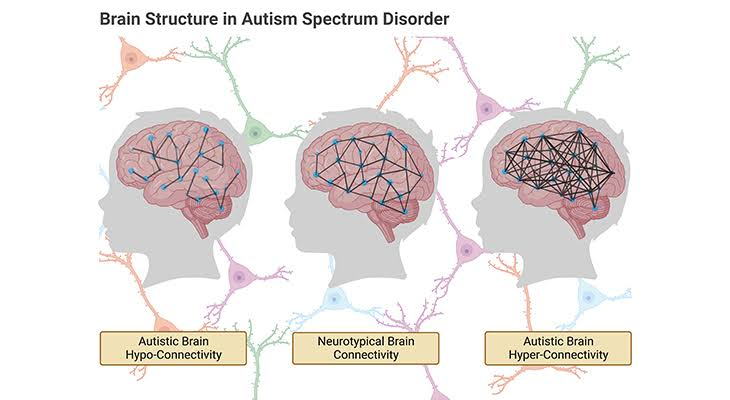 Brain Structure in Autism Spectrum Disorder
Autistic Brain
Hypo-Connectivity
Neurotypical Brain
Connectivity
Autistic Brain
Hyper-Connectivity